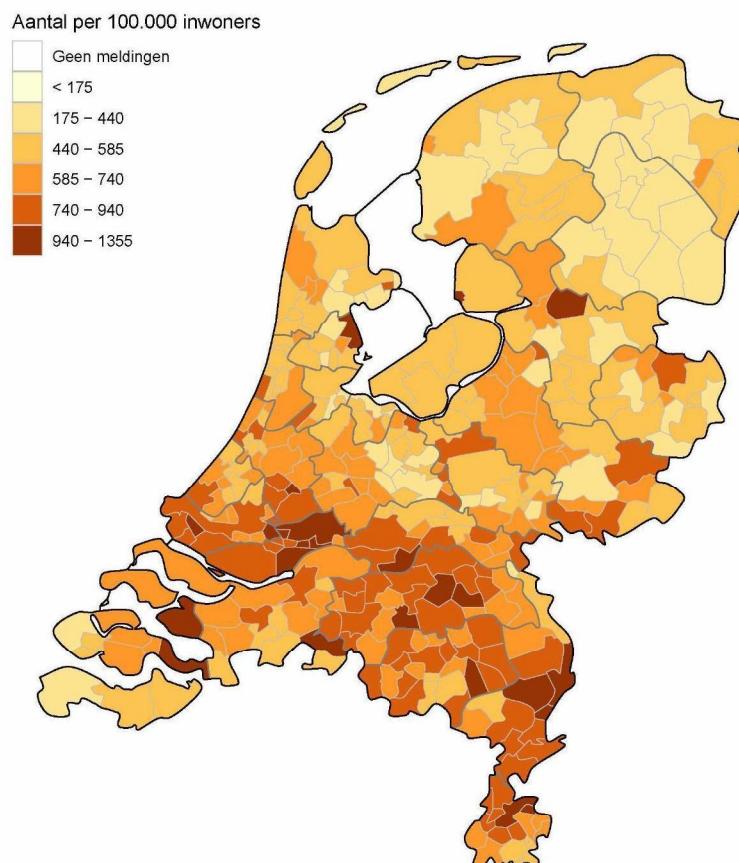 Aantal per 100.000 inwoners
Geen meldingen
< 175
175 – 440
440 – 585
585 – 740
740 – 940
940 – 1355